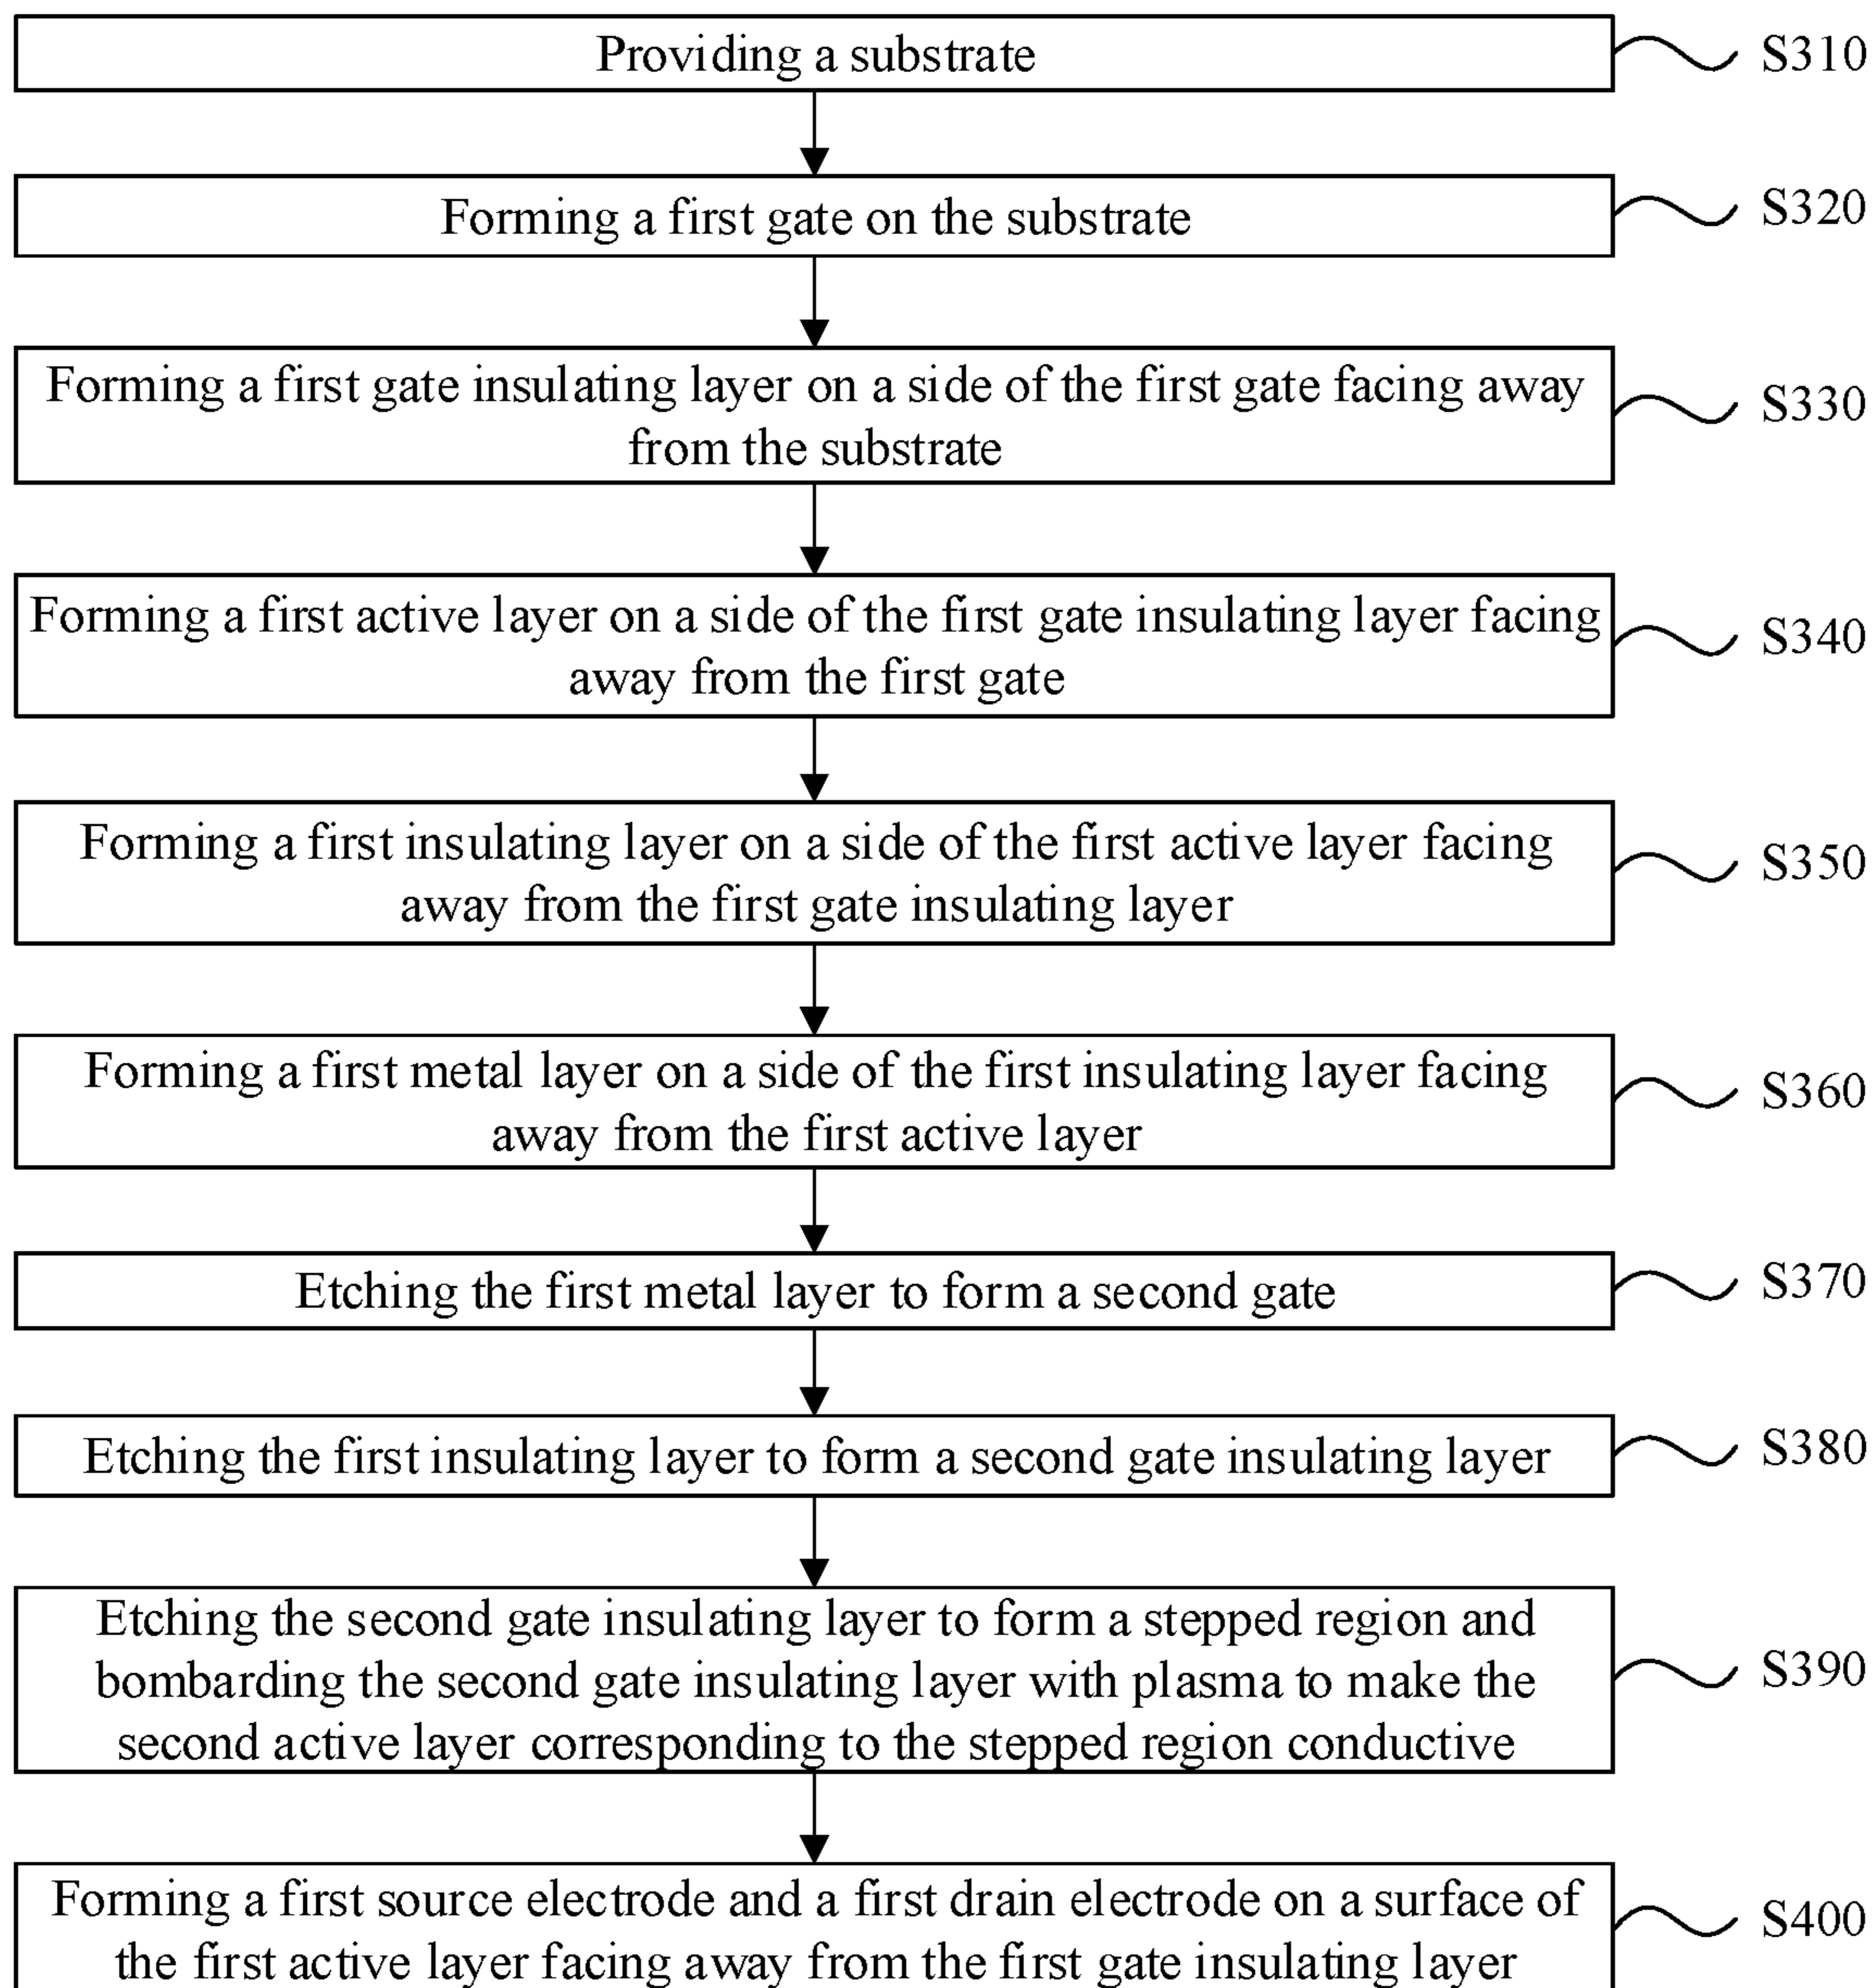 Providing a substrate
S310
Forming a first gate on the substrate
S320
Forming a first gate insulating layer on a side of the first gate facing away
from the substrate
S330
Forming a first active layer on a side of the first gate insulating layer facing
away from the first gate
S340
Forming a first insulating layer on a side of the first active layer facing
away from the first gate insulating layer
S350
Forming a first metal layer on a side of the first insulating layer facing
away from the first active layer
S360
Etching the first metal layer to form a second gate
S370
Etching the first insulating layer to form a second gate insulating layer
S380
Etching the second gate insulating layer to form a stepped region and
bombarding the second gate insulating layer with plasma to make the
second active layer corresponding to the stepped region conductive
S390
Forming a first source electrode and a first drain electrode on a surface of
the first active layer facing away from the first gate insulating layer
S400